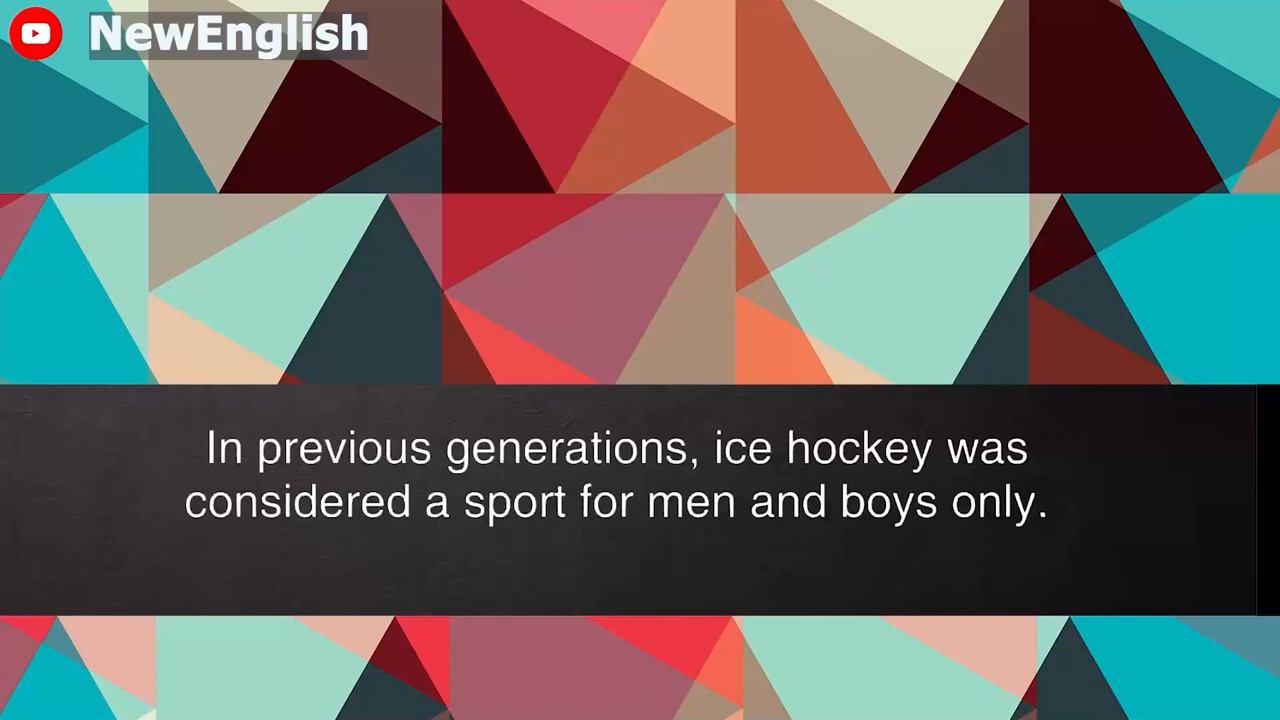 NewEnglish
In previous generations, ice hockey was
considered a sport for men and boys only.